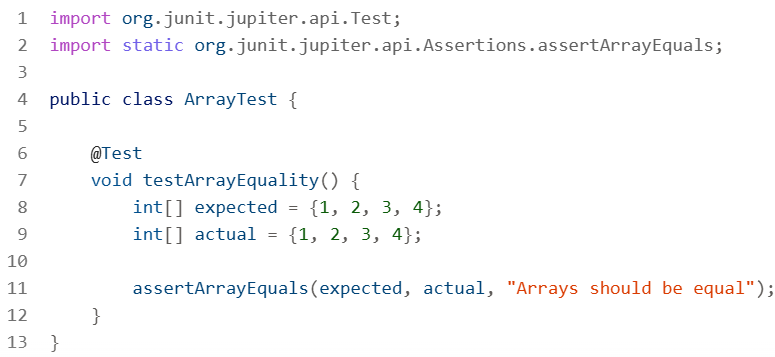 1 import org.junit.jupiter.api.Test;
2 import static org.junit.jupiter.api.Assertions.assertArrayEquals;
3
4 public class ArrayTest {
5
6     @Test
7     void testArrayEquality() {
8         int[] expected = {1, 2, 3, 4};
9         int[] actual = {1, 2, 3, 4};
10
11         assertArrayEquals(expected, actual, "Arrays should be equal");
12     }
13 }